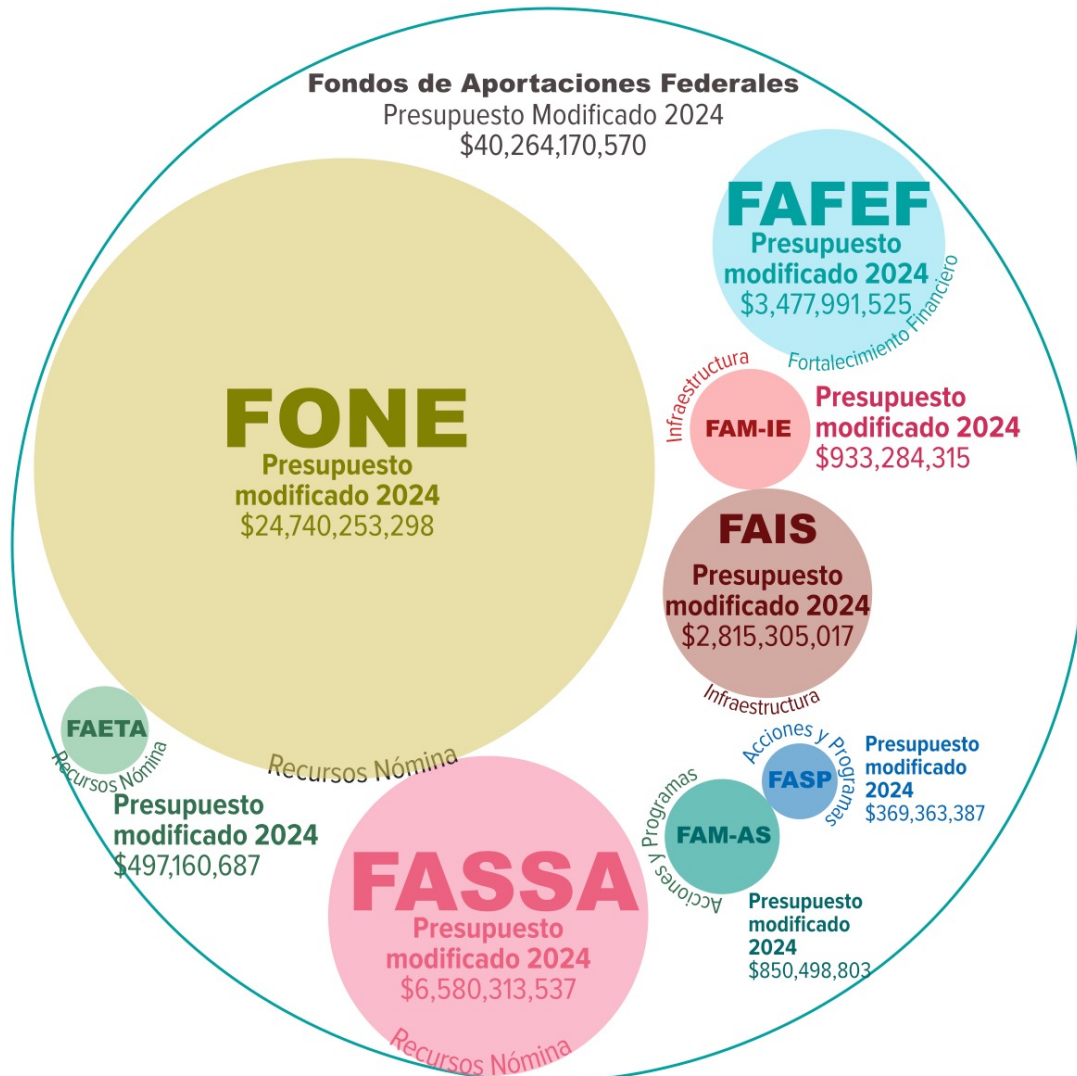 Fondos de Aportaciones Federales
Presupuesto Modificado 2024
$40,264,170,570
FAFEF
Presupuesto
modificado 2024
$3,477,991,525
Fortalecimiento Financiero
FONE
Presupuesto
modificado 2024
$24,740,253,298
Recursos Nómina
Infraestructura
FAM-IE
Presupuesto
modificado 2024
$933,284,315
FAIS
Presupuesto
modificado 2024
$2,815,305,017
Infraestructura
FAETA
Recursos Nómina
Presupuesto
modificado 2024
$497,160,687
Acciones y Programas
FASP
Presupuesto
modificado
2024
$369,363,387
Acciones y Programas
FAM-AS
Presupuesto
modificado
2024
$850,498,803
FASSA
Presupuesto
modificado 2024
$6,580,313,537
Recursos Nómina